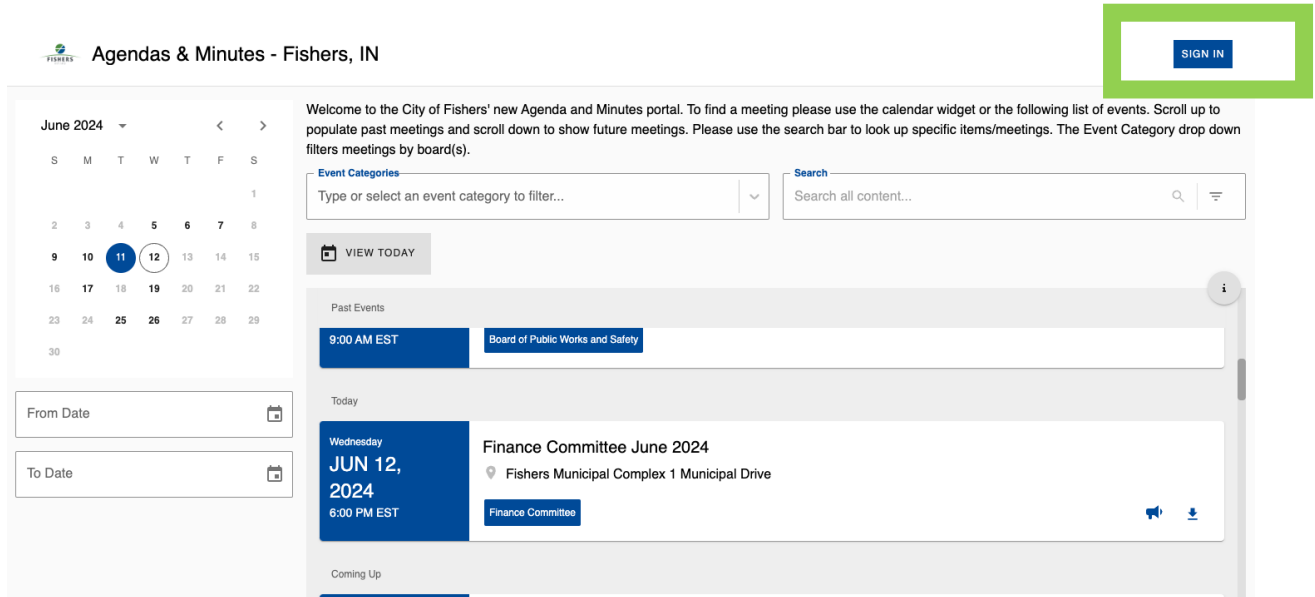 FISHERS
Agendas & Minutes - Fishers, IN
SIGN IN
June 2024
S M T W T F S
1
2 3 4 5 6 7 8
9 10 11 12 13 14 15
16 17 18 19 20 21 22
23 24 25 26 27 28 29
30
From Date
To Date
Welcome to the City of Fishers' new Agenda and Minutes portal. To find a meeting please use the calendar widget or the following list of events. Scroll up to
populate past meetings and scroll down to show future meetings. Please use the search bar to look up specific items/meetings. The Event Category drop down
filters meetings by board(s).
Event Categories
Type or select an event category to filter...
Search
Search all content...
VIEW TODAY
i
Past Events
9:00 AM EST
Board of Public Works and Safety
Today
Wednesday
JUN 12,
2024
6:00 PM EST
Finance Committee June 2024
Fishers Municipal Complex 1 Municipal Drive
Finance Committee
Coming Up